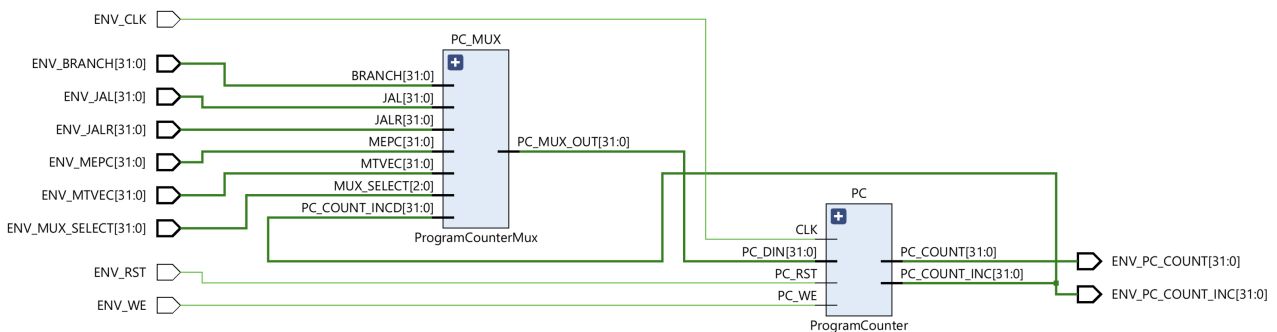 ENV_CLK
ENV_BRANCH[31:0]
ENV_JAL[31:0]
ENV_JALR[31:0]
ENV_MEPC[31:0]
ENV_MTVEC[31:0]
ENV_MUX_SELECT[31:0]
ENV_RST
ENV_WE
PC_MUX
BRANCH[31:0]
JAL[31:0]
JALR[31:0]
MEPC[31:0]
MTVEC[31:0]
MUX_SELECT[2:0]
PC_COUNT_INCD[31:0]
PC_MUX_OUT[31:0]
ProgramCounterMux
PC
CLK
PC_DIN[31:0]
PC_RST
PC_WE
PC_COUNT[31:0]
PC_COUNT_INC[31:0]
ProgramCounter
ENV_PC_COUNT[31:0]
ENV_PC_COUNT_INC[31:0]